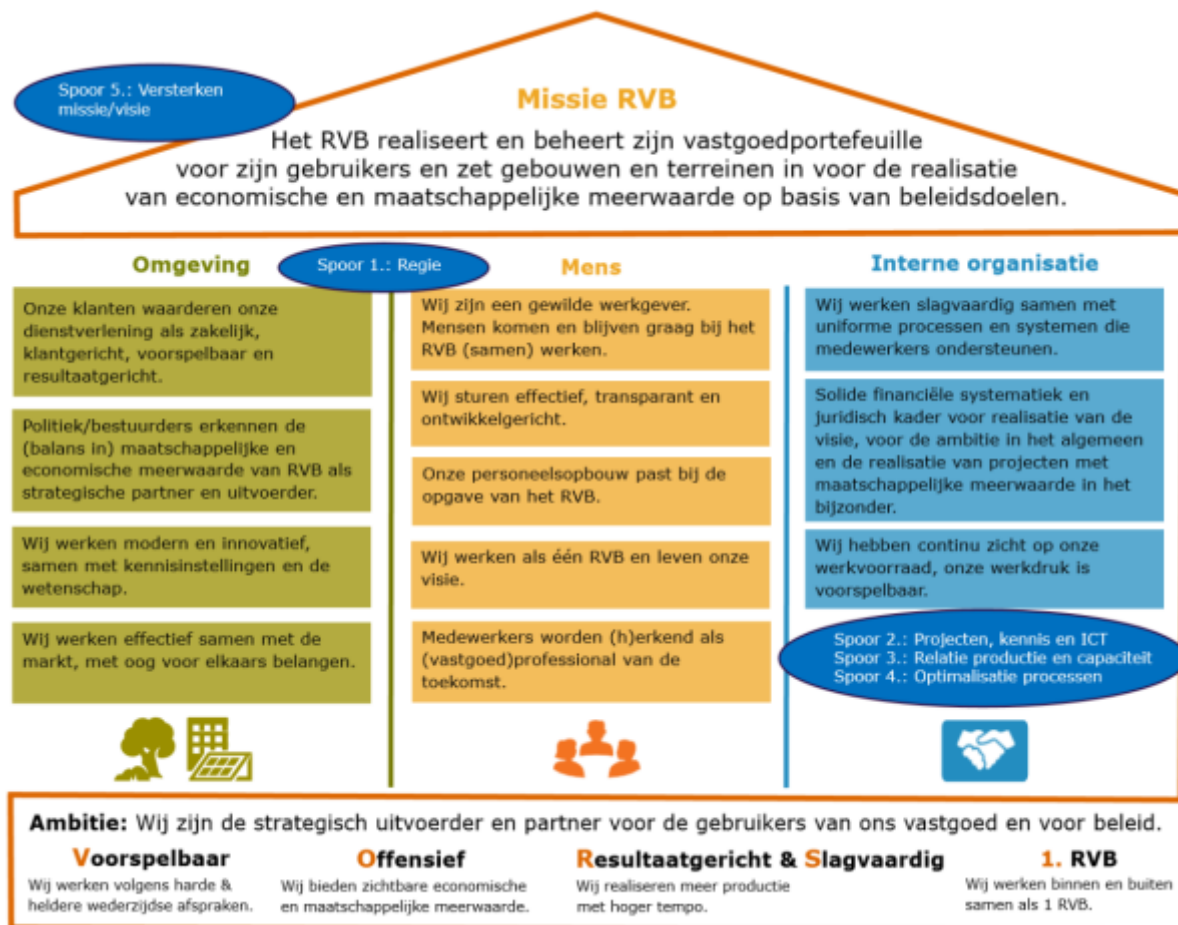 Spoor 5.: Versterken
missie/visie
Missie RVB
Het RVB realiseert en beheert zijn vastgoedportefeuille
voor zijn gebruikers en zet gebouwen en terreinen in voor de realisatie
van economische en maatschappelijke meerwaarde op basis van beleidsdoelen.
Omgeving
Spoor 1.: Regie
Mens
Interne organisatie
Onze klanten waarderen onze
dienstverlening als zakelijk,
klantgericht, voorspelbaar en
resultaatgericht.
Politiek/bestuurders erkennen de
(balans in) maatschappelijke en
economische meerwaarde van RVB als
strategische partner en uitvoerder.
Wij werken modern en innovatief,
samen met kennisinstellingen en de
wetenschap.
Wij werken effectief samen met de
markt, met oog voor elkaars belangen.
Wij zijn een gewilde werkgever.
Mensen komen en blijven graag bij het
RVB (samen) werken.
Wij sturen effectief, transparant en
ontwikkelgericht.
Onze personeelsopbouw past bij de
opgave van het RVB.
Wij werken als één RVB en leven onze
visie.
Medewerkers worden (h)erkend als
(vastgoed)professional van de
toekomst.
Wij werken slagvaardig samen met
uniforme processen en systemen die
medewerkers ondersteunen.
Solide financiële systematiek en
juridisch kader voor realisatie van de
visie, voor de ambitie in het algemeen
en de realisatie van projecten met
maatschappelijke meerwaarde in het
bijzonder.
Wij hebben continu zicht op onze
werkvoorraad, onze werkdruk is
voorspelbaar.
Spoor 2.: Projecten, kennis en ICT
Spoor 3.: Relatie productie en capaciteit
Spoor 4.: Optimalisatie processen
Ambitie: Wij zijn de strategisch uitvoerder en partner voor de gebruikers van ons vastgoed en voor beleid.
Voorspelbaar
Wij werken volgens harde &
heldere wederzijdse afspraken.
Offensief
Wij bieden zichtbare economische
en maatschappelijke meerwaarde.
Resultaatgericht & Slagvaardig
Wij realiseren meer productie
met hoger tempo.
1. RVB
Wij werken binnen en buiten
samen als 1 RVB.